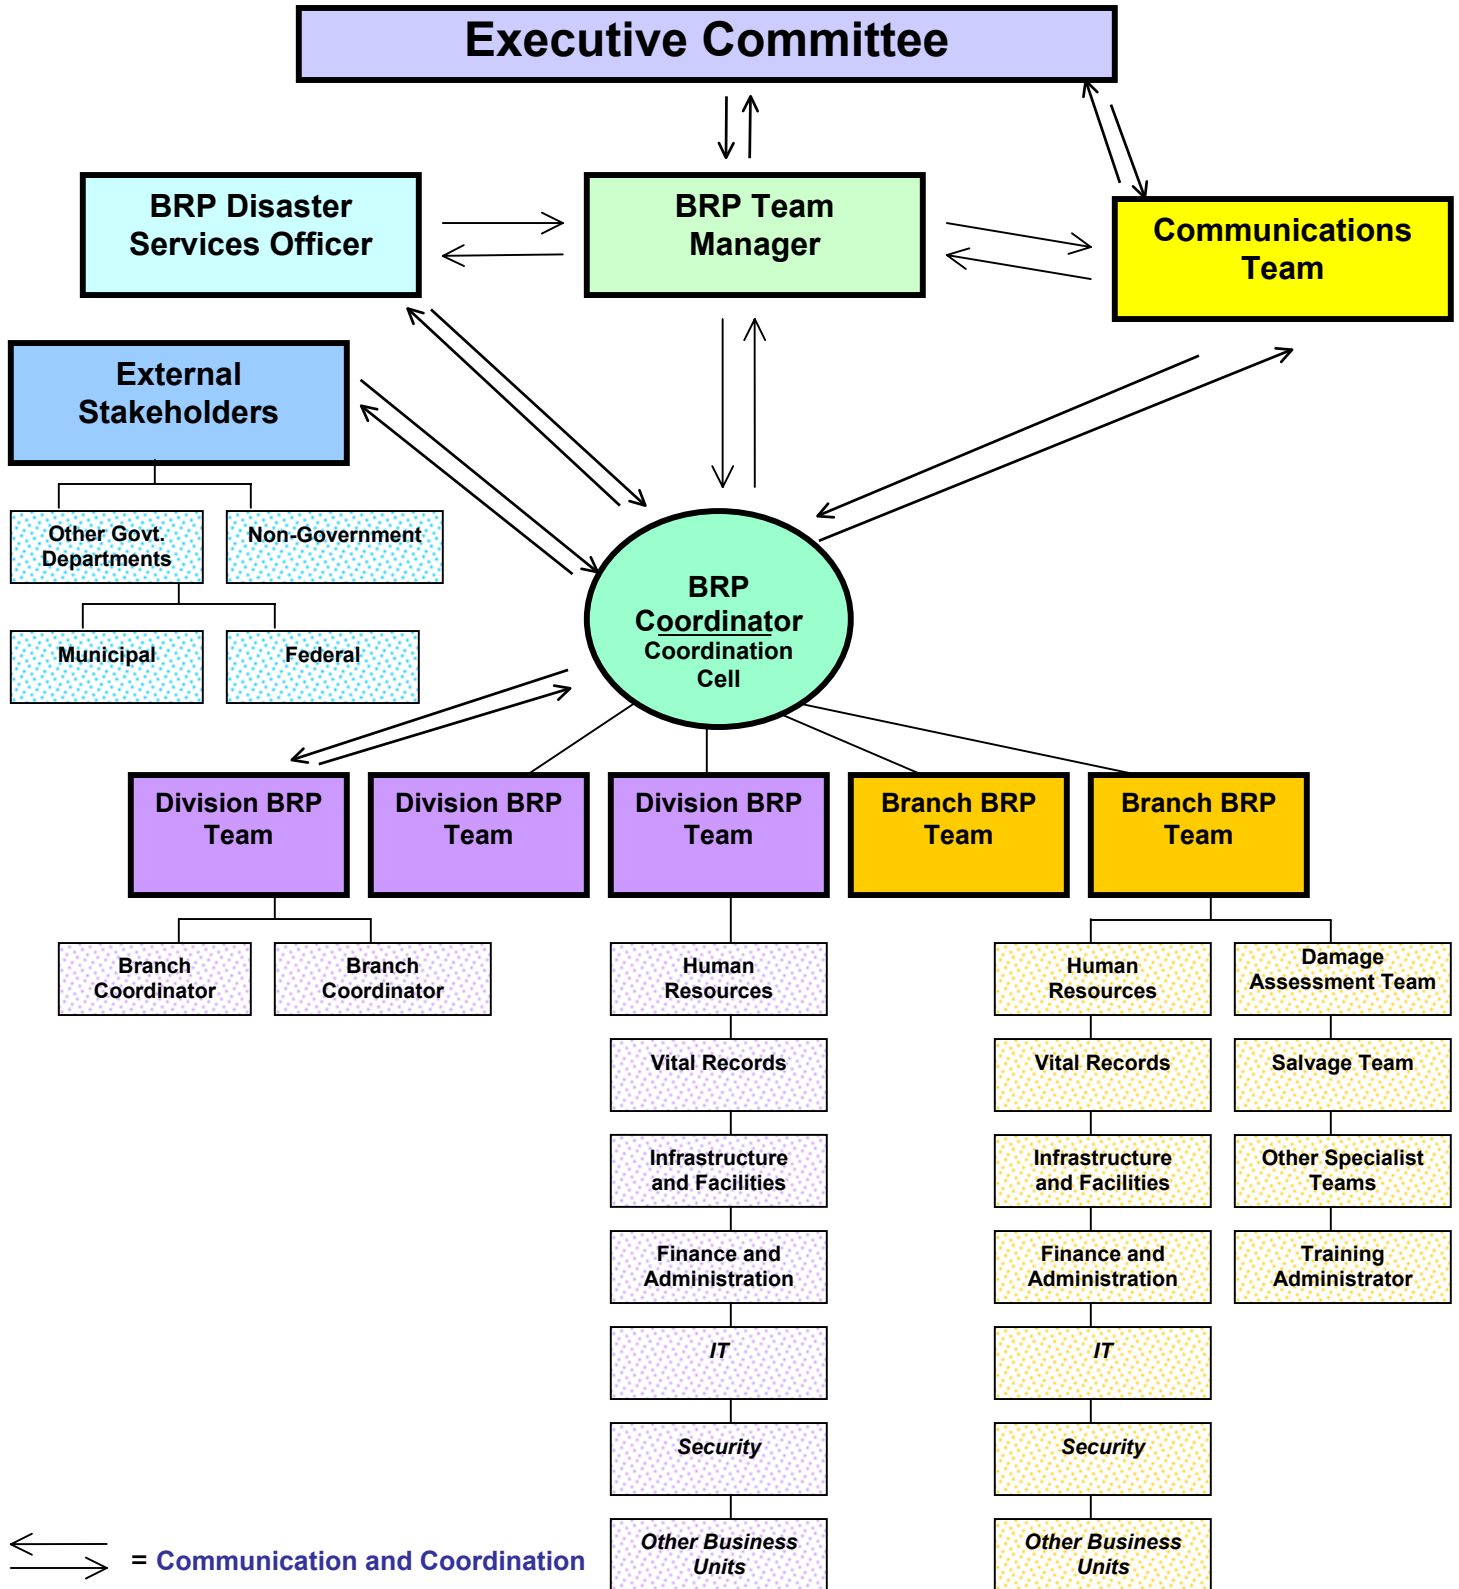 Executive Committee
BRP Disaster
Services Officer
BRP Team
Manager
Communications
Team
External
Stakeholders
Other Govt.
Departments
Non-Government
Municipal
Federal
BRP
Coordinator
Coordination
Cell
Division BRP
Team
Division BRP
Team
Division BRP
Team
Branch BRP
Team
Branch BRP
Team
Branch
Coordinator
Branch
Coordinator
Human
Resources
Vital Records
Infrastructure
and Facilities
Finance and
Administration
IT
Security
Other Business
Units
Human
Resources
Vital Records
Infrastructure
and Facilities
Finance and
Administration
IT
Security
Other Business
Units
Damage
Assessment Team
Salvage Team
Other Specialist
Teams
Training
Administrator
= Communication and Coordination